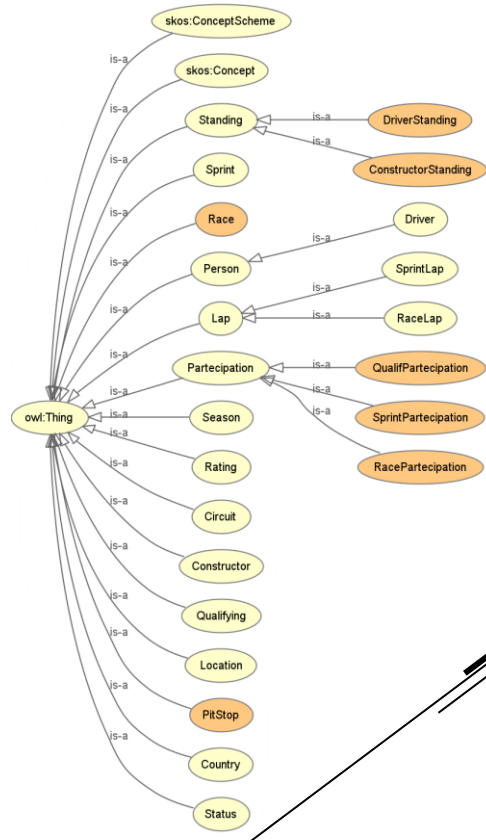 skos:ConceptScheme
is-a
skos:Concept
is-a
Standing
is-a
DriverStanding
is-a
is-a
ConstructorStanding
Sprint
is-a
Race
is-a
Driver
is-a
Person
is-a
SprintLap
is-a
Lap
is-a
RaceLap
is-a
Partecipation
is-a
QualifPartecipation
is-a
is-a
SprintPartecipation
is-a
RacePartecipation
owl:Thing
is-a
Season
is-a
Rating
is-a
Circuit
is-a
Constructor
is-a
Qualifying
is-a
Location
is-a
PitStop
is-a
Country
is-a
Status